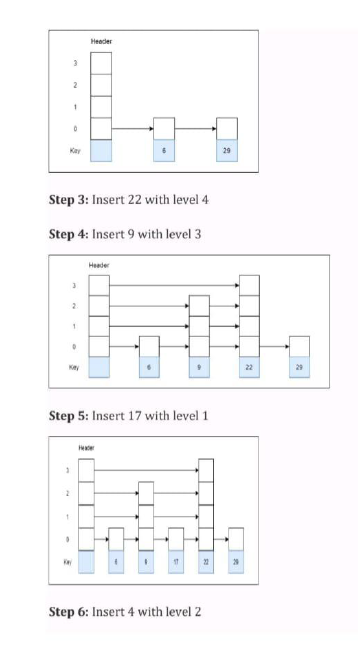 Header
3
2
1
0
Key 6 29
Step 3: Insert 22 with level 4
Step 4: Insert 9 with level 3
Header
3
2
1
0
Key 6 9 22 29
Step 5: Insert 17 with level 1
Header
3
2
1
0
Key 6 9 17 22 29
Step 6: Insert 4 with level 2